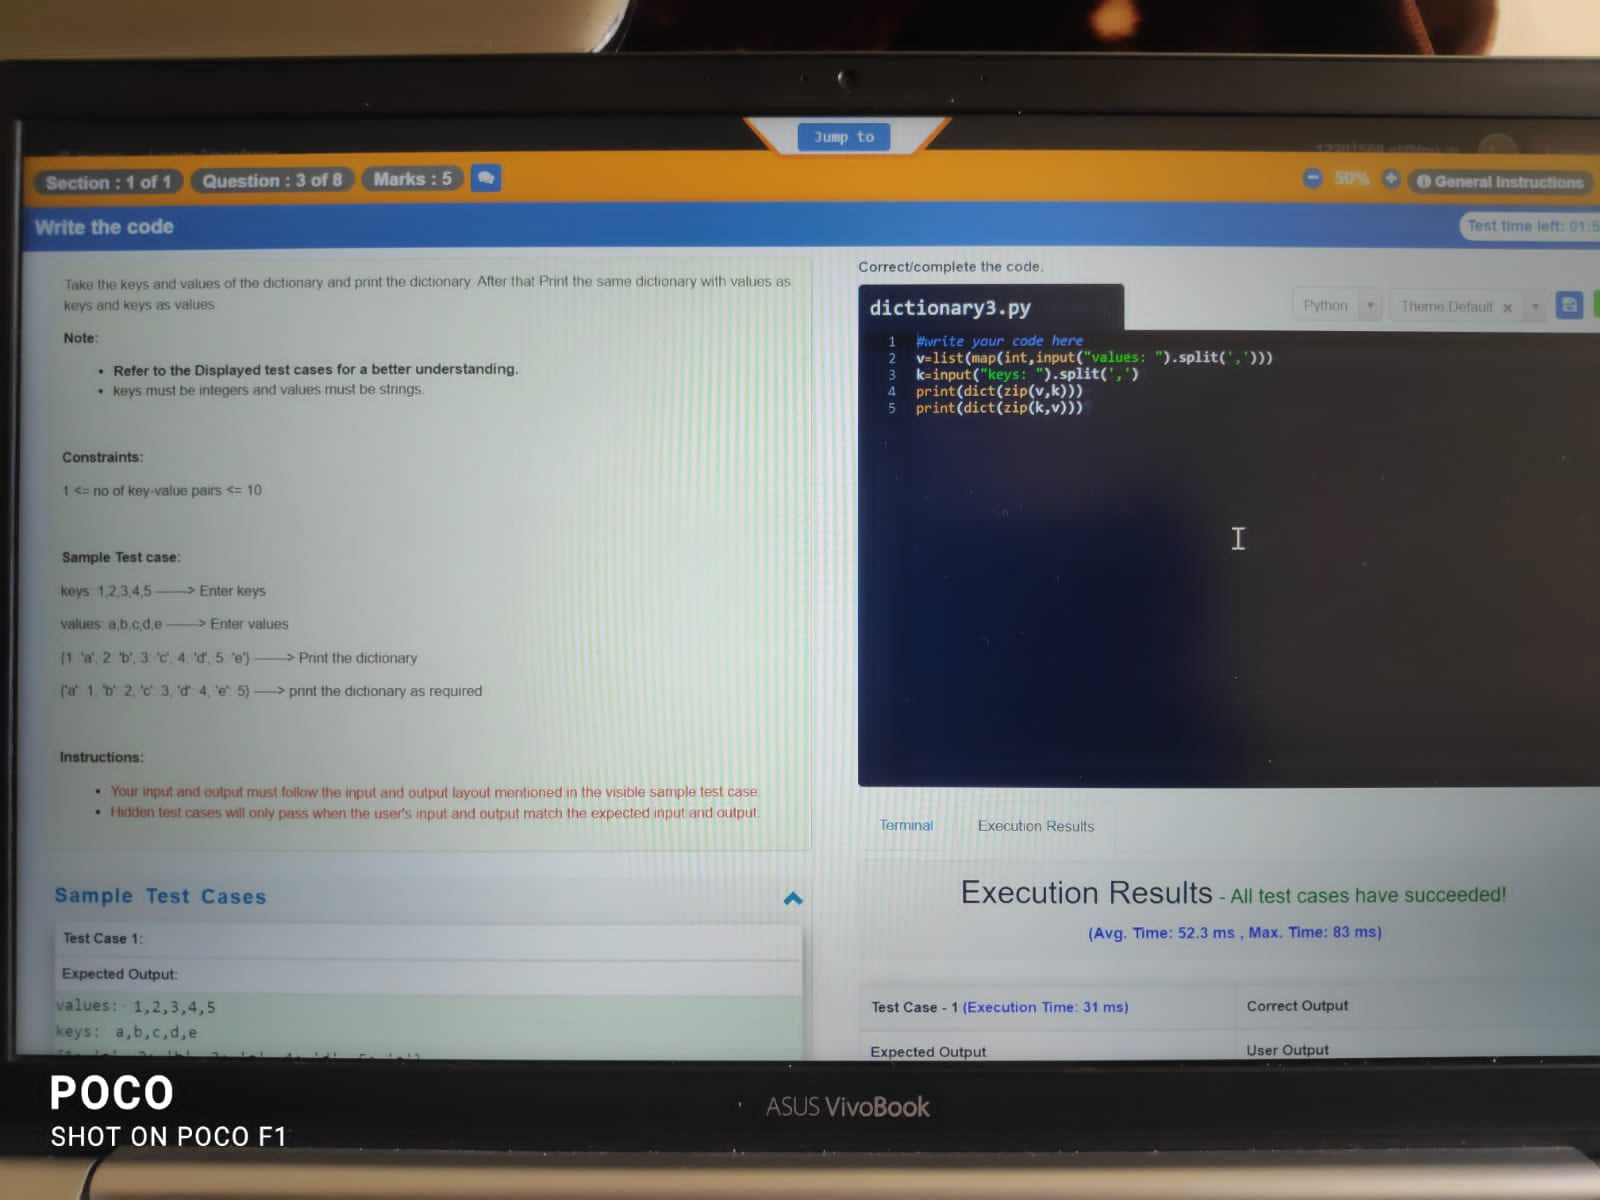 Jump to
Section : 1 of 1 Question : 3 of 8 Marks : 5
50% General Instructions
Write the code
Test time left: 01:5
Take the keys and values of the dictionary and print the dictionary. After that Print the same dictionary with values as
keys and keys as values
Note:
• Refer to the Displayed test cases for a better understanding.
• keys must be integers and values must be strings.
Constraints:
1 <= no of key-value pairs <= 10
Sample Test case:
keys: 1,2,3,4,5 ------> Enter keys
values: a,b,c,d,e ------> Enter values
{1: 'a', 2: 'b', 3: 'c', 4: 'd', 5: 'e'} ------> Print the dictionary
{'a': 1, 'b': 2, 'c': 3, 'd': 4, 'e': 5} -----> print the dictionary as required
Instructions:
• Your input and output must follow the input and output layout mentioned in the visible sample test case.
• Hidden test cases will only pass when the user's input and output match the expected input and output.
Sample Test Cases
Test Case 1:
Expected Output:
values: 1,2,3,4,5
keys: a,b,c,d,e
Correct/complete the code.
dictionary3.py
Python Theme:Default ×
1 #write your code here
2 v=list(map(int,input("values: ").split(',')))
3 k=input("keys: ").split(',')
4 print(dict(zip(v,k)))
5 print(dict(zip(k,v)))
Terminal Execution Results
Execution Results - All test cases have succeeded!
(Avg. Time: 52.3 ms , Max. Time: 83 ms)
Test Case - 1 (Execution Time: 31 ms) Correct Output
Expected Output User Output
ASUS VivoBook
POCO
SHOT ON POCO F1